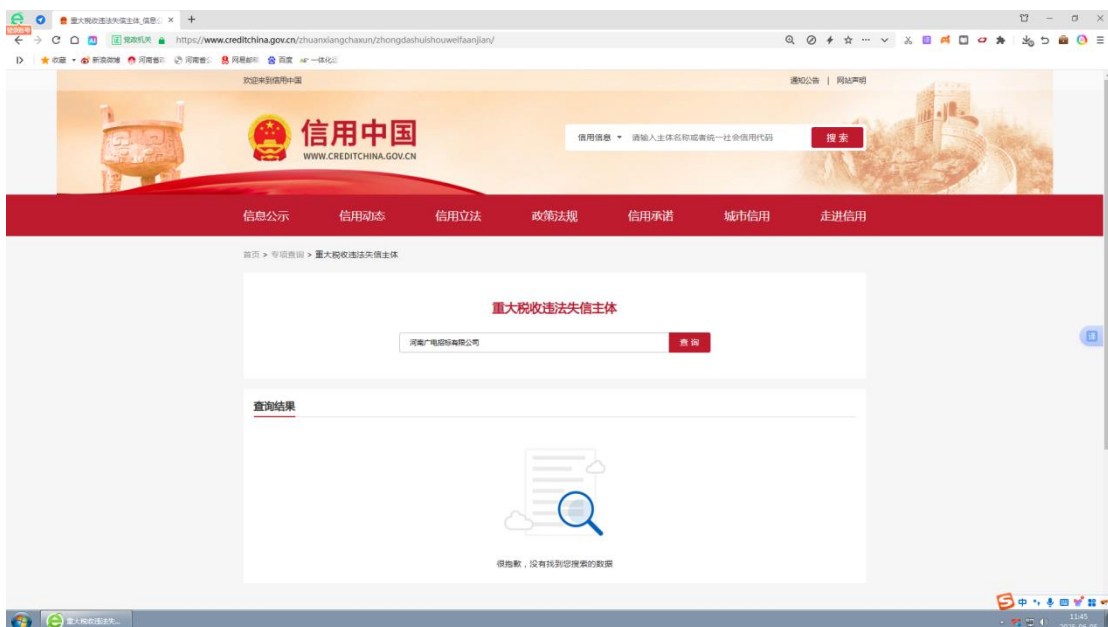 重大税收违法失信主体_信息
https://www.creditchina.gov.cn/zhuanxiangchaxun/zhongdashuishouweifaanjian/
收藏 新浪微博 河南省 河南省 网易邮箱 百度 一体化
欢迎来到信用中国 通知公告 | 网站声明
信用中国
WWW.CREDITCHINA.GOV.CN
信用信息 请输入主体名称或者统一社会信用代码 搜索
信息公示 信用动态 信用立法 政策法规 信用承诺 城市信用 走进信用
首页 > 专项查询 > 重大税收违法失信主体
重大税收违法失信主体
河南广电招标有限公司 查询
查询结果
很抱歉，没有找到您搜索的数据
中
重大税收违法失...
11:45